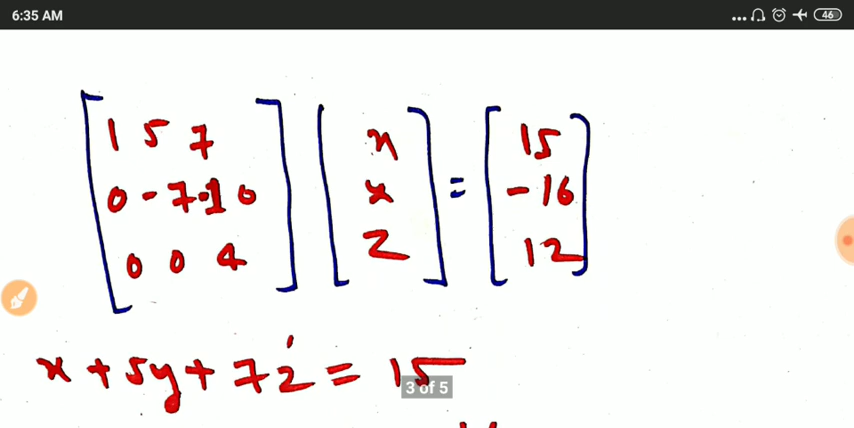 6:35 AM
46
1 5 7 x 15
0 -7 -10 x = -16
0 0 4 z 12
x + 5y + 7z = 15
3 of 5